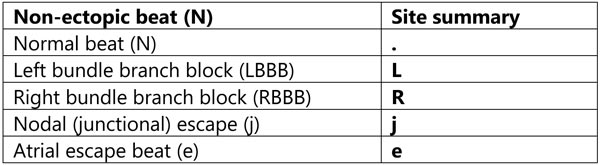 Non-ectopic beat (N) Site summary
Normal beat (N) .
Left bundle branch block (LBBB) L
Right bundle branch block (RBBB) R
Nodal (junctional) escape (j) j
Atrial escape beat (e) e